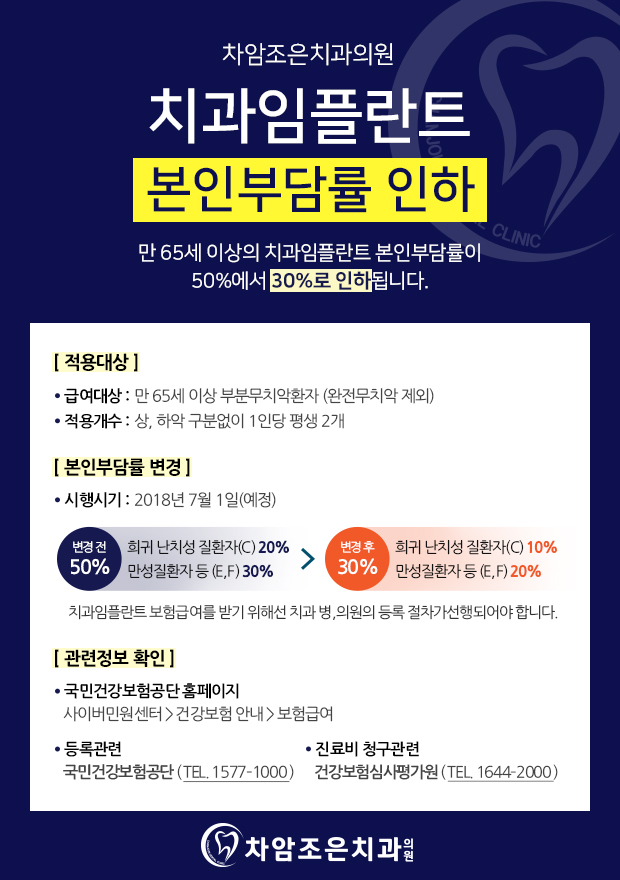 차암조은치과의원
치과임플란트
본인부담률 인하
만 65세 이상의 치과임플란트 본인부담률이
50%에서 30%로 인하됩니다.
[ 적용대상 ]
• 급여대상 : 만 65세 이상 부분무치악환자 (완전무치악 제외)
• 적용개수 : 상, 하악 구분없이 1인당 평생 2개
[ 본인부담률 변경 ]
• 시행시기 : 2018년 7월 1일(예정)
변경 전
50%
희귀 난치성 질환자(C) 20%
만성질환자 등 (E,F) 30%
>
변경 후
30%
희귀 난치성 질환자(C) 10%
만성질환자 등 (E,F) 20%
치과임플란트 보험급여를 받기 위해선 치과 병,의원의 등록 절차가선행되어야 합니다.
[ 관련정보 확인 ]
• 국민건강보험공단 홈페이지
사이버민원센터 > 건강보험 안내 > 보험급여
• 등록관련
국민건강보험공단 (TEL. 1577-1000)
• 진료비 청구관련
건강보험심사평가원 (TEL. 1644-2000)
차암조은치과의원
CLINIC